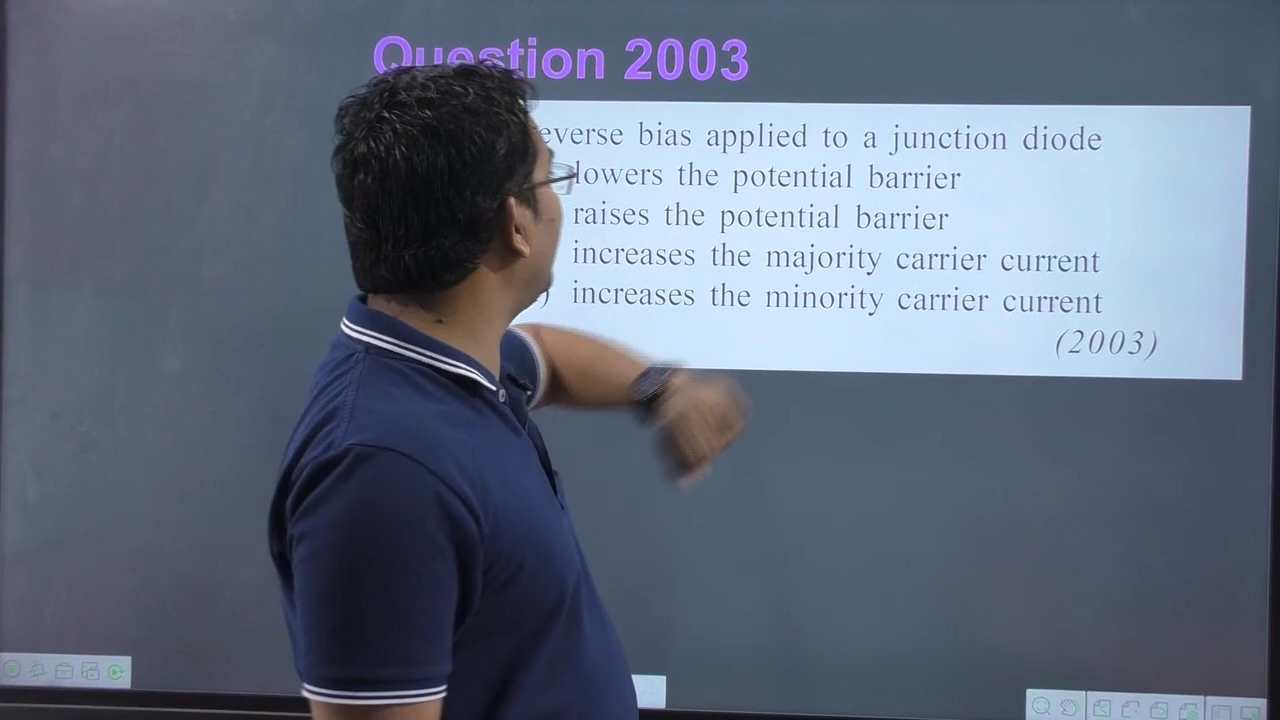 Question 2003
everse bias applied to a junction diode
lowers the potential barrier
raises the potential barrier
increases the majority carrier current
) increases the minority carrier current
(2003)